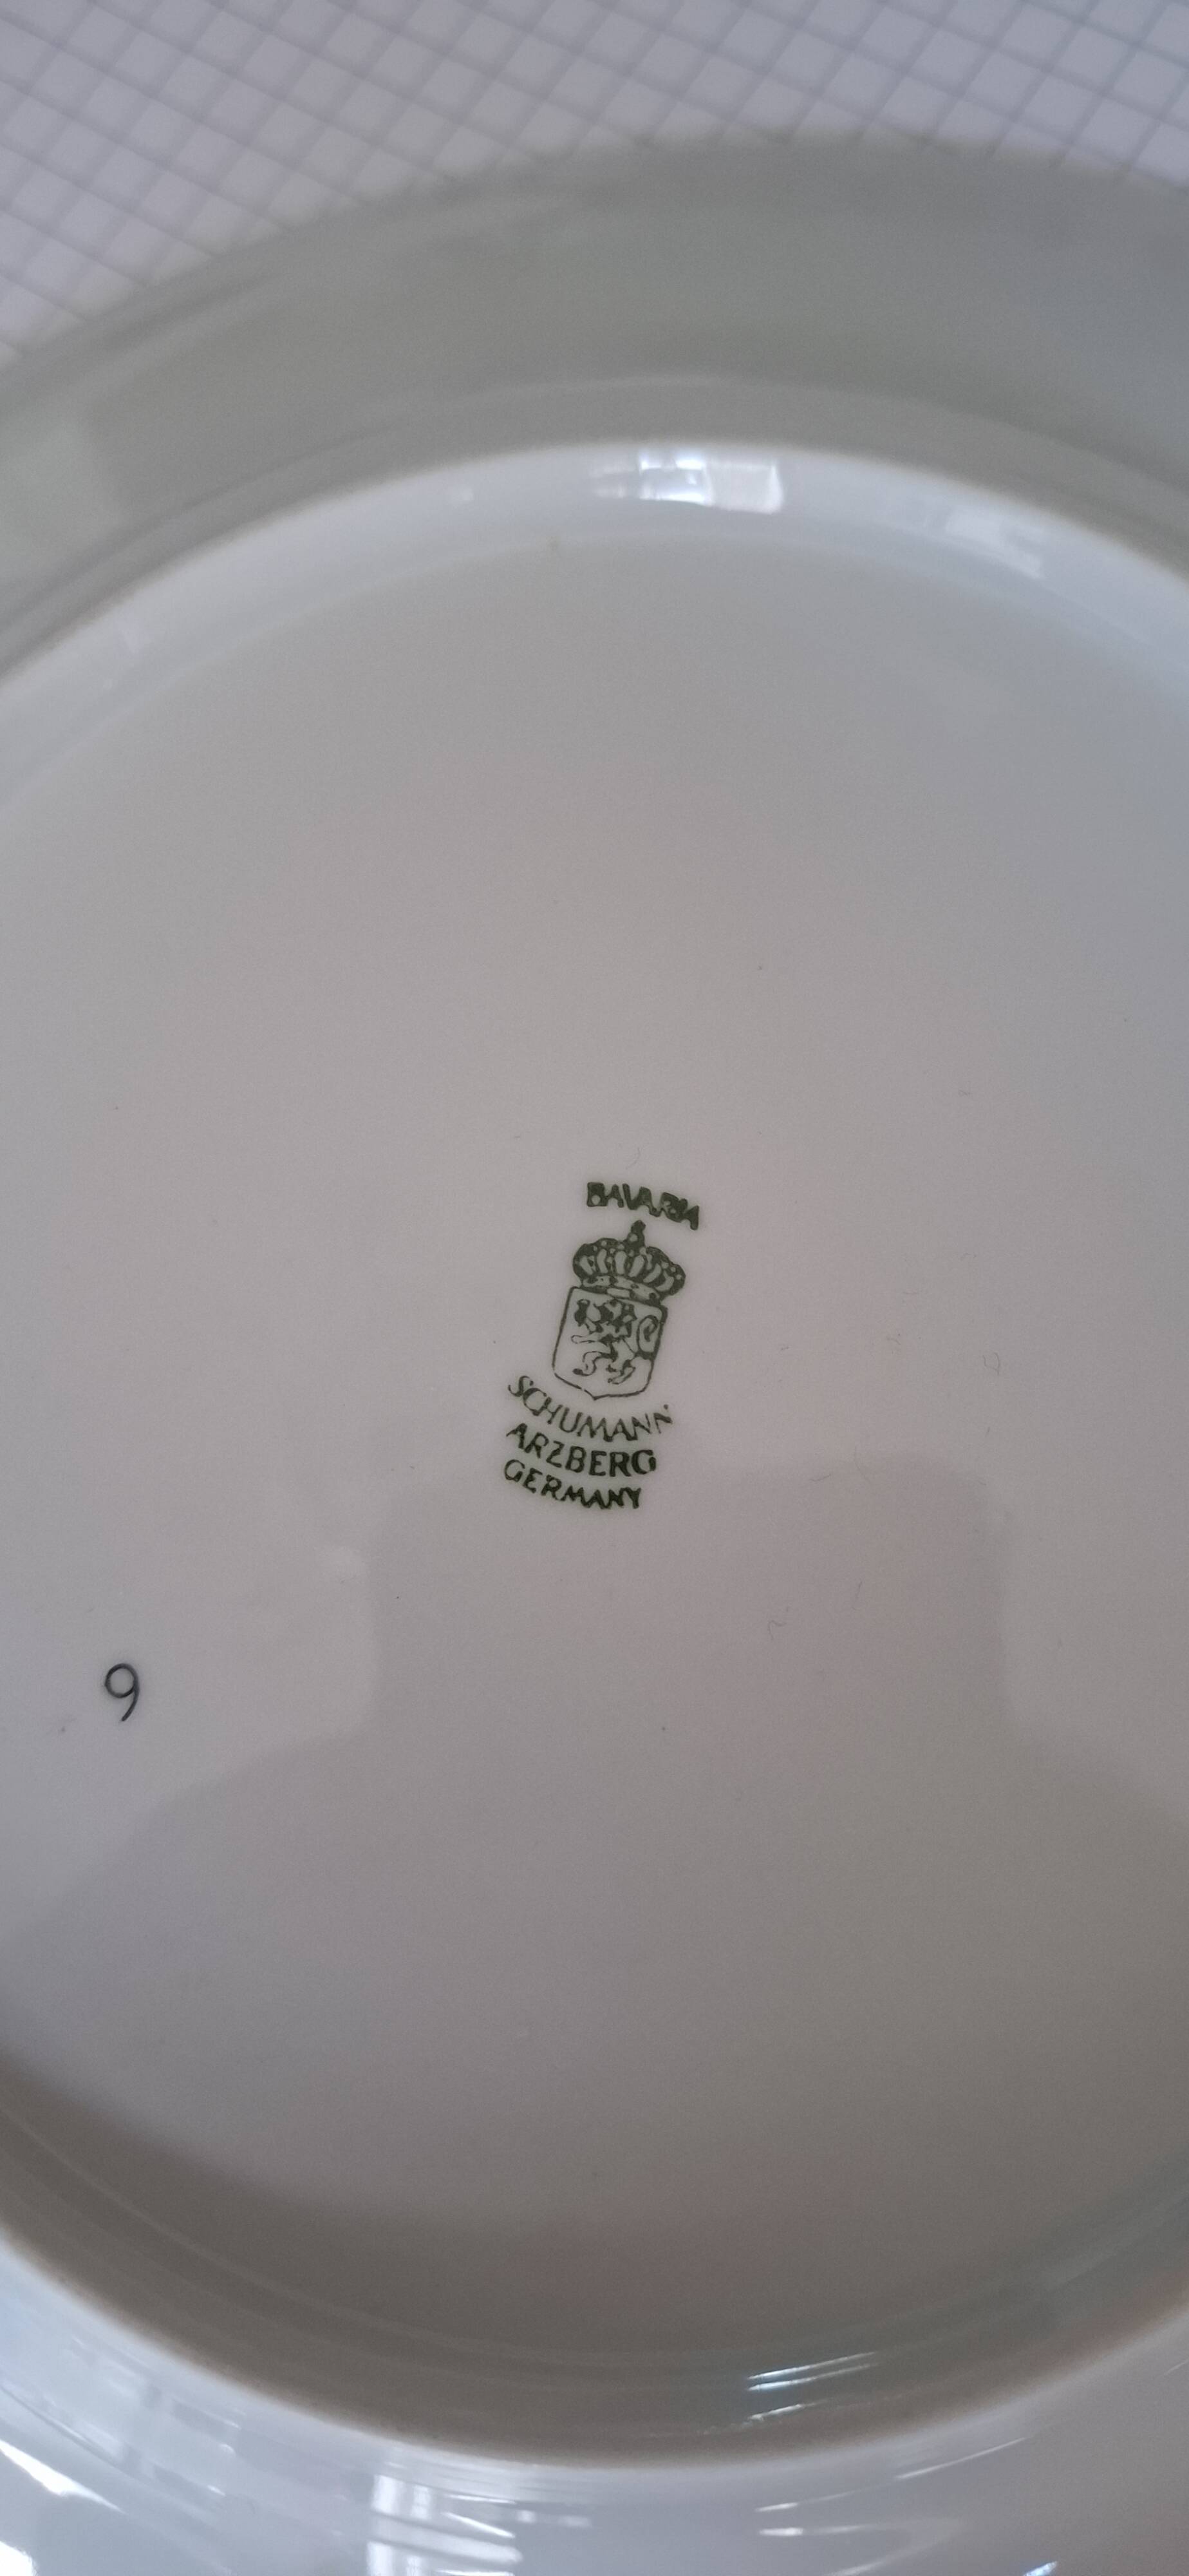 BAVARIA
SCHUMANN
ARZBERG
GERMANY
9